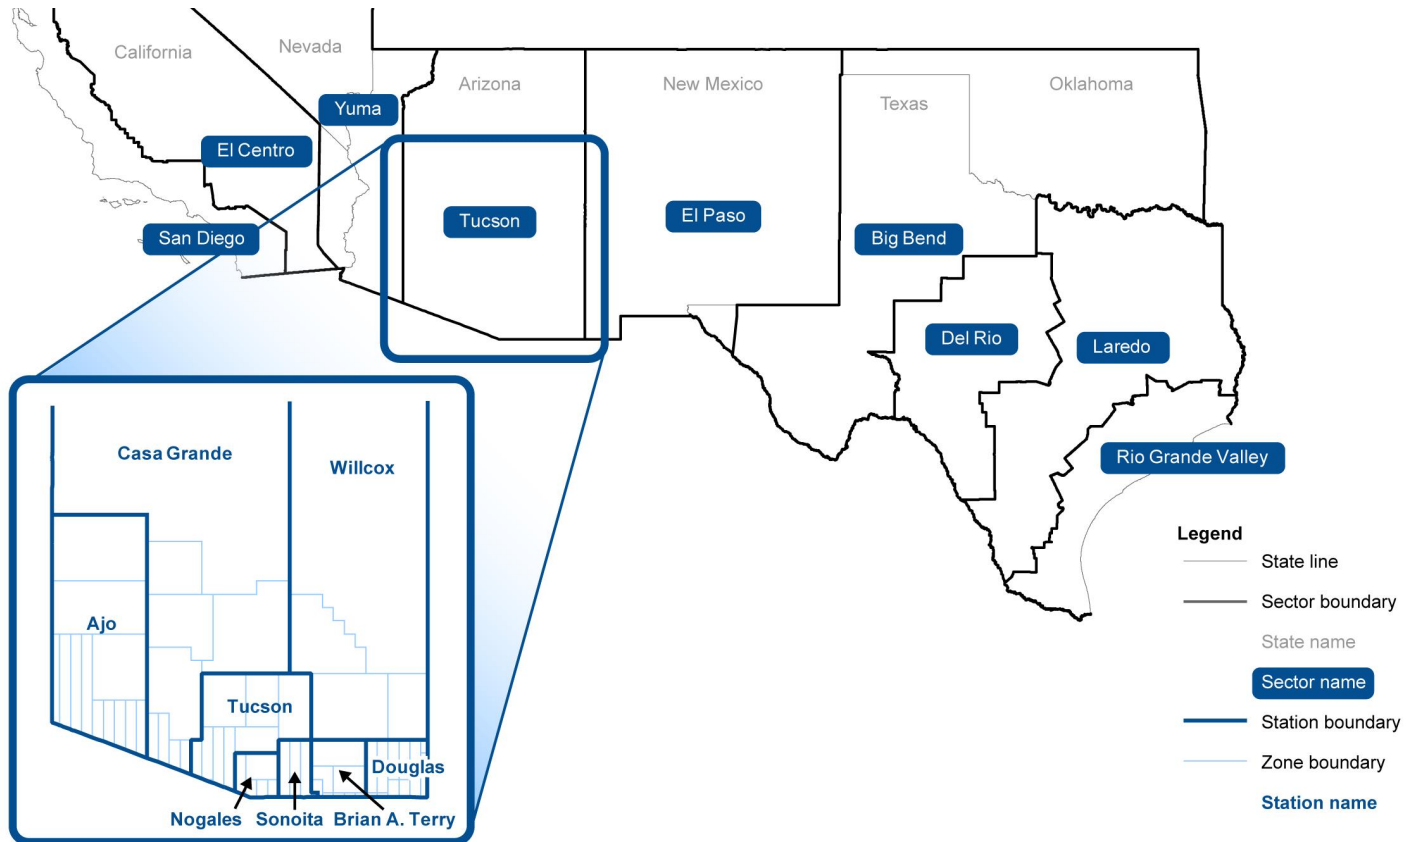 California
Nevada
Arizona
New Mexico
Texas
Oklahoma
Yuma
El Centro
San Diego
Tucson
El Paso
Big Bend
Del Rio
Laredo
Rio Grande Valley
Casa Grande
Willcox
Ajo
Tucson
Douglas
Nogales
Sonoita
Brian A. Terry
Legend
State line
Sector boundary
State name
Sector name
Station boundary
Zone boundary
Station name